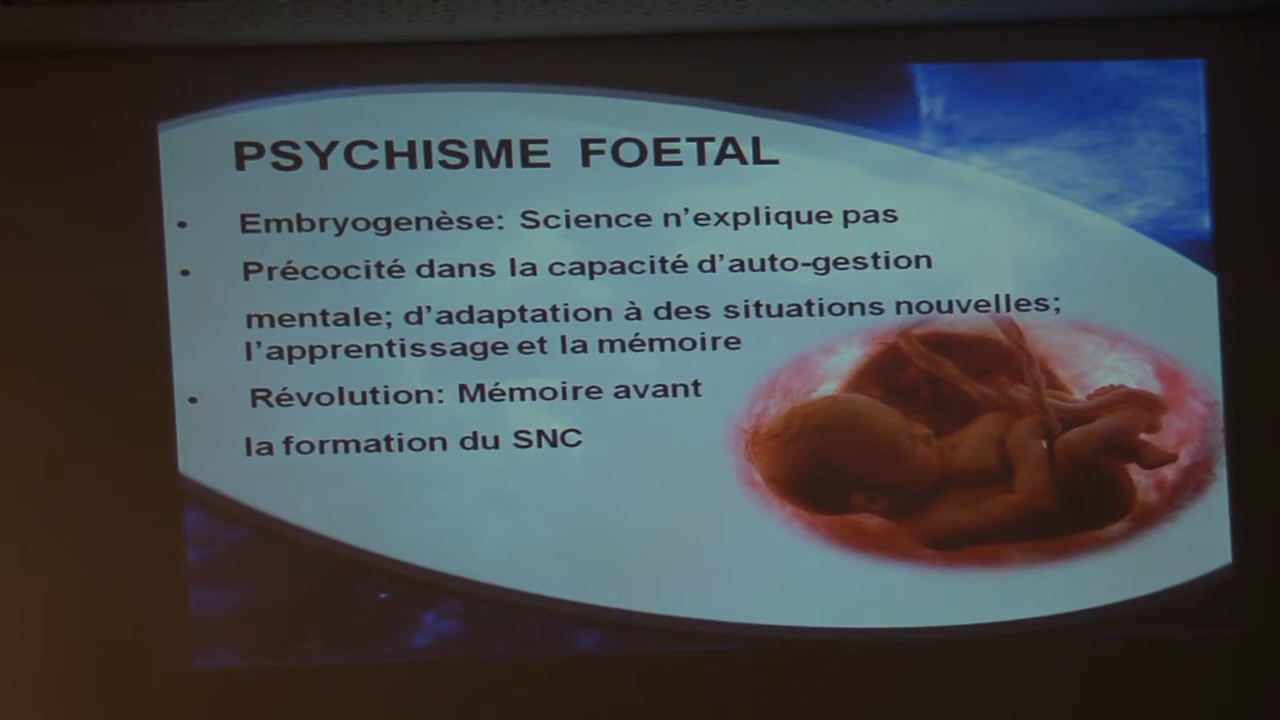 PSYCHISME FOETAL
• Embryogenèse: Science n'explique pas
• Précocité dans la capacité d'auto-gestion
mentale; d'adaptation à des situations nouvelles;
l'apprentissage et la mémoire
• Révolution: Mémoire avant
la formation du SNC